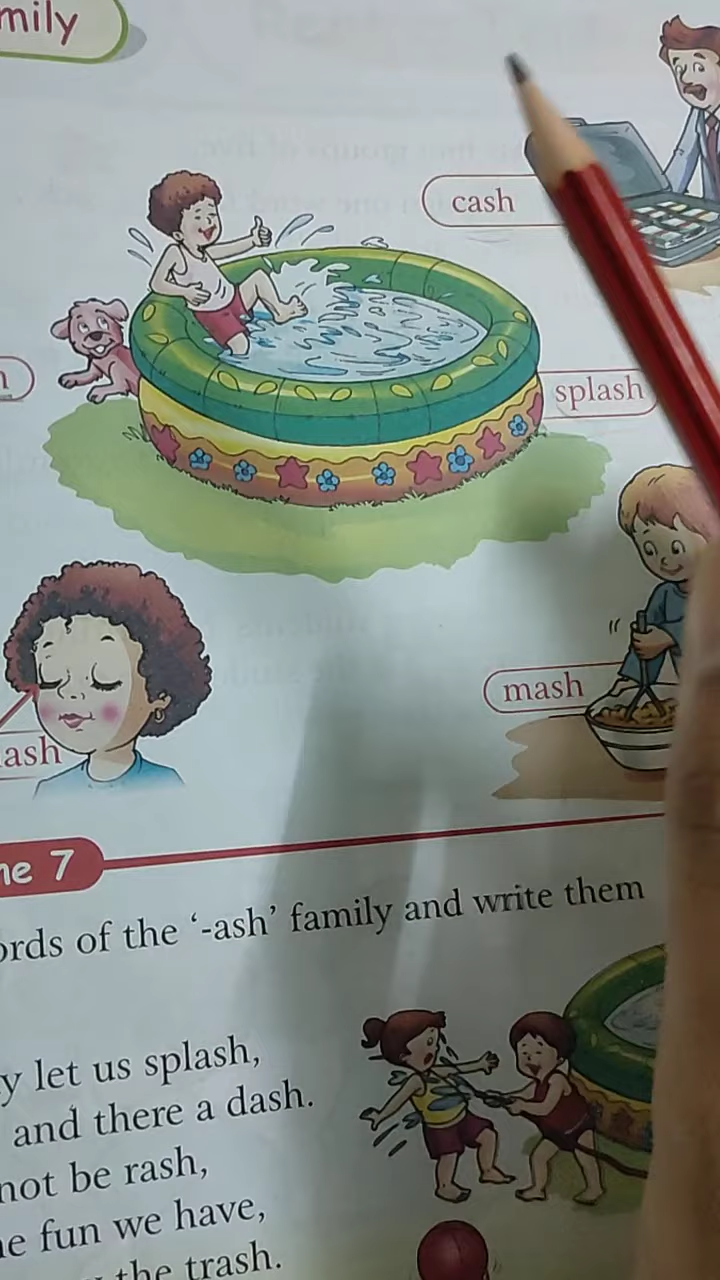 mily
cash
splash
mash
ash
ne 7
ords of the ‘-ash’ family and write them
y let us splash,
and there a dash.
not be rash,
e fun we have,
the trash.